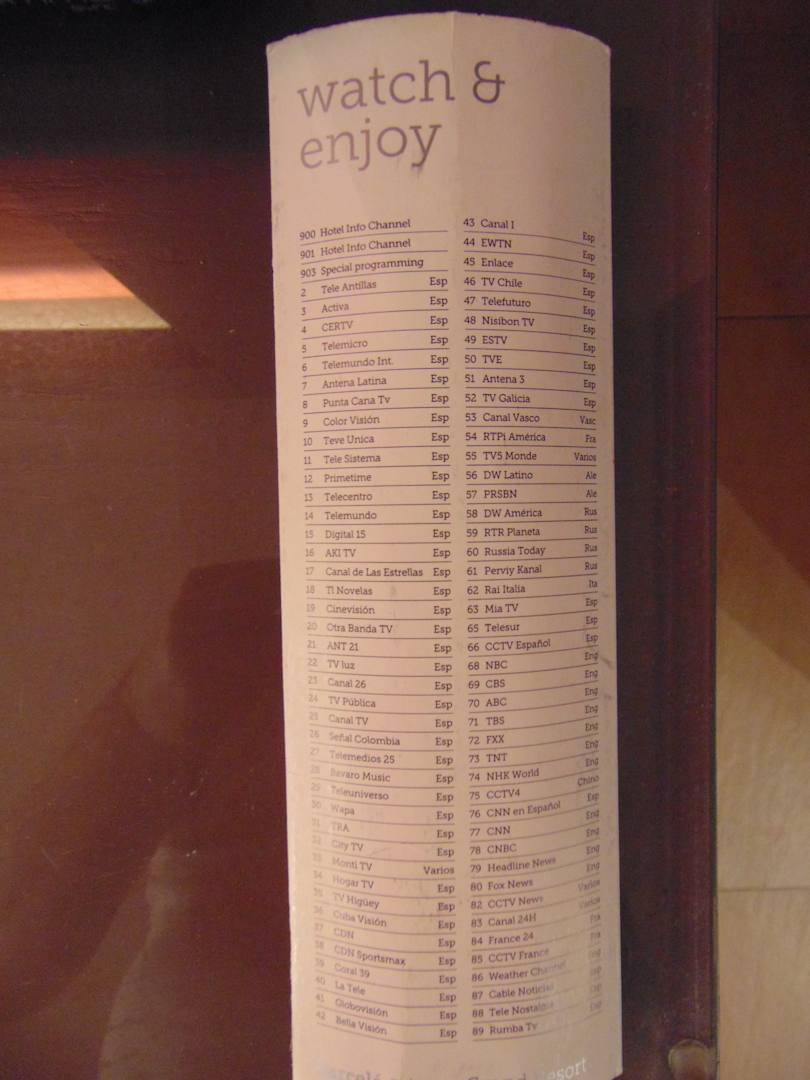 watch &
enjoy
900 Hotel Info Channel
901 Hotel Info Channel
903 Special programming
2 Tele Antillas Esp
3 Activa Esp
4 CERTV Esp
5 Telemicro Esp
6 Telemundo Int. Esp
7 Antena Latina Esp
8 Punta Cana Tv Esp
9 Color Visión Esp
10 Teve Unica Esp
11 Tele Sistema Esp
12 Primetime Esp
13 Telecentro Esp
14 Telemundo Esp
15 Digital 15 Esp
16 AKI TV Esp
17 Canal de Las Estrellas Esp
18 Tl Novelas Esp
19 Cinevisión Esp
20 Otra Banda TV Esp
21 ANT 21 Esp
22 TV luz Esp
23 Canal 26 Esp
24 TV Pública Esp
25 Canal TV Esp
26 Señal Colombia Esp
27 Telemedios 25 Esp
28 Bavaro Music Esp
29 Teleuniverso Esp
30 Wapa Esp
31 TRA Esp
32 City TV Esp
33 Monti TV Varios
34 Hogar TV Esp
35 TV Higüey Esp
36 Cuba Visión Esp
37 CDN Esp
38 CDN Sportsmax Esp
39 Coral 39 Esp
40 La Tele Esp
41 Globovisión Esp
42 Bella Visión Esp
43 Canal I Esp
44 EWTN Esp
45 Enlace Esp
46 TV Chile Esp
47 Telefuturo Esp
48 Nisibon TV Esp
49 ESTV Esp
50 TVE Esp
51 Antena 3 Esp
52 TV Galicia Esp
53 Canal Vasco Vasc
54 RTPi América Fra
55 TV5 Monde Varios
56 DW Latino Ale
57 PRSBN Ale
58 DW América Rus
59 RTR Planeta Rus
60 Russia Today Rus
61 Perviy Kanal Rus
62 Rai Italia Ita
63 Mia TV Esp
65 Telesur Esp
66 CCTV Español Esp
68 NBC Eng
69 CBS Eng
70 ABC Eng
71 TBS Eng
72 FXX Eng
73 TNT Eng
74 NHK World Eng
75 CCTV4 Chino
76 CNN en Español Esp
77 CNN Eng
78 CNBC Eng
79 Headline News Eng
80 Fox News Eng
82 CCTV News Varios
83 Canal 24H Varios
84 France 24 Fra
85 CCTV France Fra
86 Weather Channel Esp
87 Cable Noticias Esp
88 Tele Nostalgia Esp
89 Rumba Tv Esp